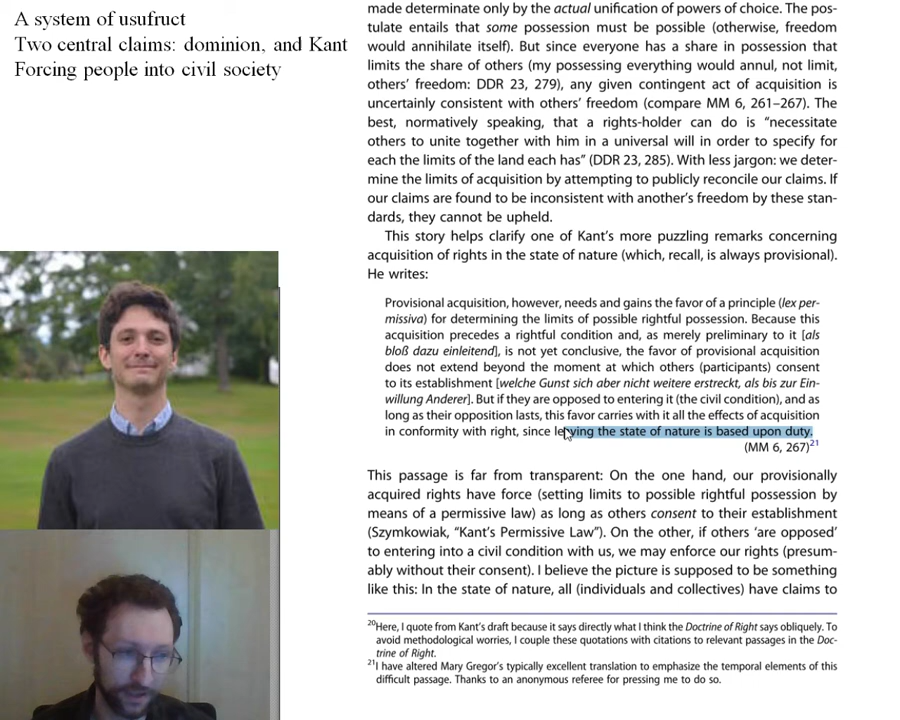 A system of usufruct
Two central claims: dominion, and Kant
Forcing people into civil society
made determinate only by the actual unification of powers of choice. The pos-
tulate entails that some possession must be possible (otherwise, freedom
would annihilate itself). But since everyone has a share in possession that
limits the share of others (my possessing everything would annul, not limit,
others' freedom: DDR 23, 279), any given contingent act of acquisition is
uncertainly consistent with others' freedom (compare MM 6, 261–267). The
best, normatively speaking, that a rights-holder can do is "necessitate
others to unite together with him in a universal will in order to specify for
each the limits of the land each has" (DDR 23, 285). With less jargon: we deter-
mine the limits of acquisition by attempting to publicly reconcile our claims. If
our claims are found to be inconsistent with another's freedom by these stan-
dards, they cannot be upheld.
This story helps clarify one of Kant's more puzzling remarks concerning
acquisition of rights in the state of nature (which, recall, is always provisional).
He writes:
Provisional acquisition, however, needs and gains the favor of a principle (lex per-
missiva) for determining the limits of possible rightful possession. Because this
acquisition precedes a rightful condition and, as merely preliminary to it [als
bloß dazu einleitend], is not yet conclusive, the favor of provisional acquisition
does not extend beyond the moment at which others (participants) consent
to its establishment [welche Gunst sich aber nicht weitere erstreckt, als bis zur Ein-
willung Anderer]. But if they are opposed to entering it (the civil condition), and as
long as their opposition lasts, this favor carries with it all the effects of acquisition
in conformity with right, since leaving the state of nature is based upon duty.
(MM 6, 267)21
This passage is far from transparent: On the one hand, our provisionally
acquired rights have force (setting limits to possible rightful possession by
means of a permissive law) as long as others consent to their establishment
(Szymkowiak, "Kant's Permissive Law"). On the other, if others 'are opposed'
to entering into a civil condition with us, we may enforce our rights (presum-
ably without their consent). I believe the picture is supposed to be something
like this: In the state of nature, all (individuals and collectives) have claims to
20Here, I quote from Kant's draft because it says directly what I think the Doctrine of Right says obliquely. To
avoid methodological worries, I couple these quotations with citations to relevant passages in the Doc-
trine of Right.
21I have altered Mary Gregor's typically excellent translation to emphasize the temporal elements of this
difficult passage. Thanks to an anonymous referee for pressing me to do so.